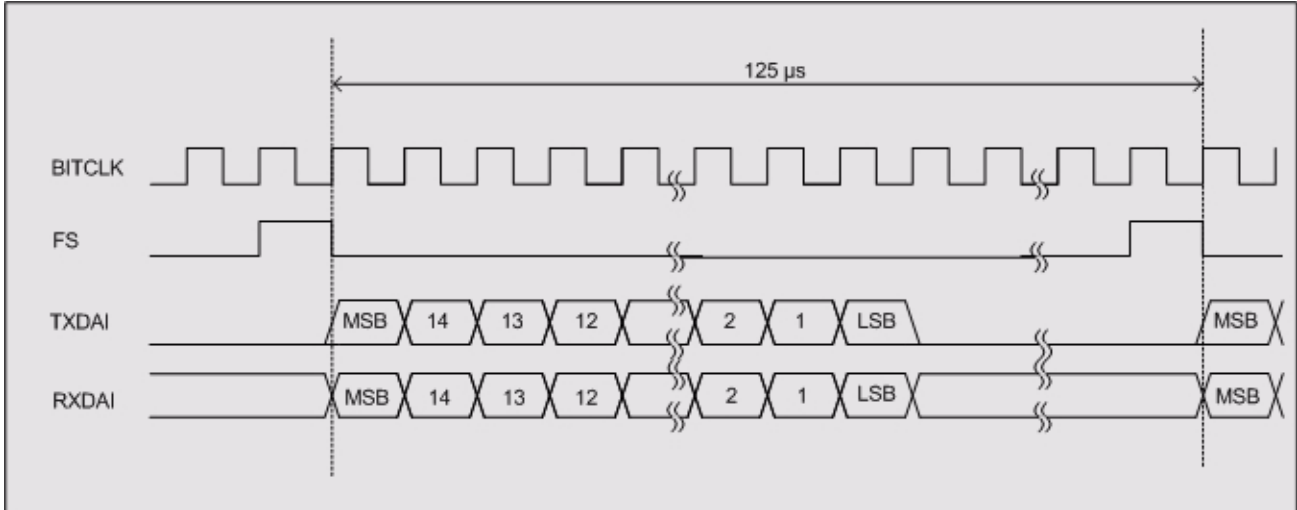 125 µs
BITCLK
FS
TXDAI MSB 14 13 12 2 1 LSB MSB
RXDAI MSB 14 13 12 2 1 LSB MSB